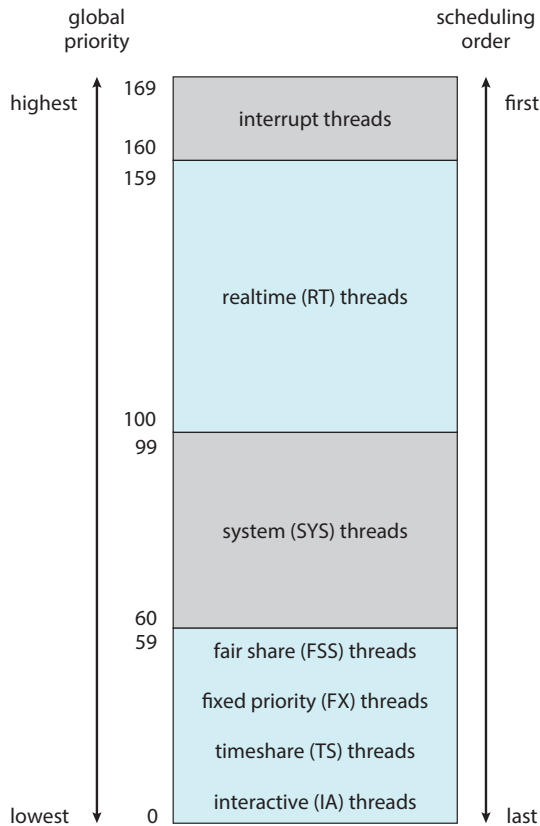 global
priority
scheduling
order
highest
169
first
interrupt threads
160
159
realtime (RT) threads
100
99
system (SYS) threads
60
59
fair share (FSS) threads
fixed priority (FX) threads
timeshare (TS) threads
interactive (IA) threads
lowest
0
last